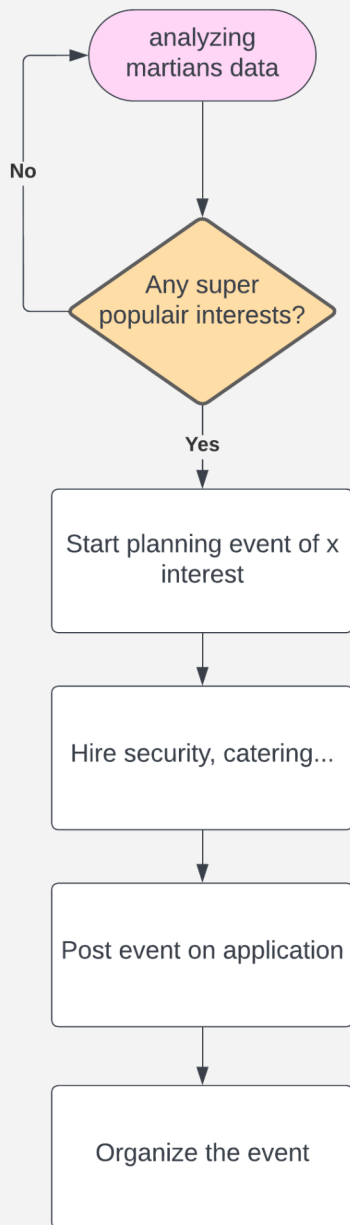 analyzing
martians data
No
Any super
populair interests?
Yes
Start planning event of x
interest
Hire security, catering...
Post event on application
Organize the event